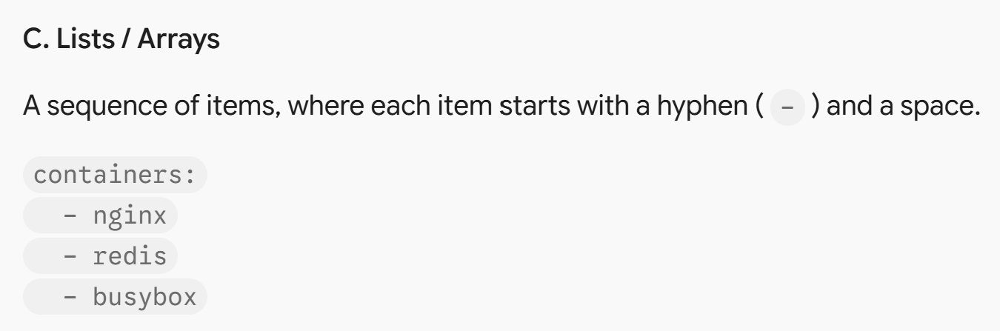 C. Lists / Arrays
A sequence of items, where each item starts with a hyphen ( - ) and a space.
containers:
  - nginx
  - redis
  - busybox